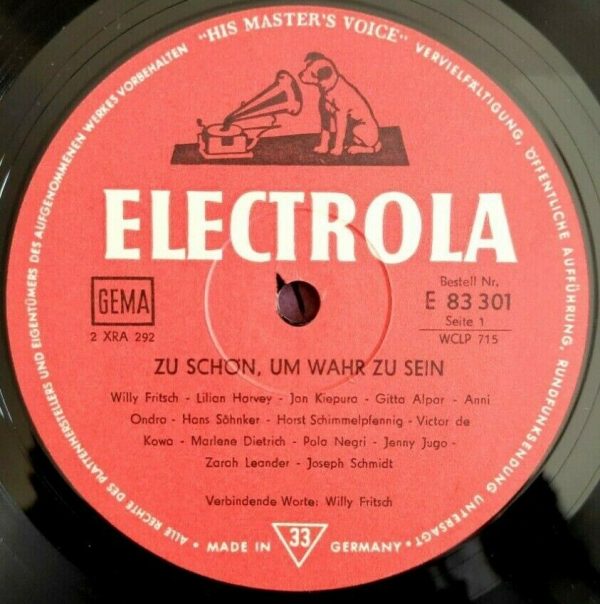 ALLE RECHTE DES PLATTENHERSTELLERS UND EIGENTÜMERS DES AUFGENOMMENEN WERKES VORBEHALTEN "HIS MASTER'S VOICE" VERVIELFÄLTIGUNG, ÖFFENTLICHE AUFFÜHRUNG, RUNDFUNKSENDUNG UNTERSAGT
ELECTROLA
GEMA
2 XRA 292
Bestell Nr.
E 83 301
Seite 1
WCLP 715
ZU SCHÖN, UM WAHR ZU SEIN
Willy Fritsch - Lilian Harvey - Jan Kiepura - Gitta Alpar - Anni
Ondra - Hans Söhnker - Horst Schimmelpfennig - Victor de
Kowa - Marlene Dietrich - Pola Negri - Jenny Jugo -
Zarah Leander - Joseph Schmidt
Verbindende Worte: Willy Fritsch
• MADE IN 33 GERMANY •